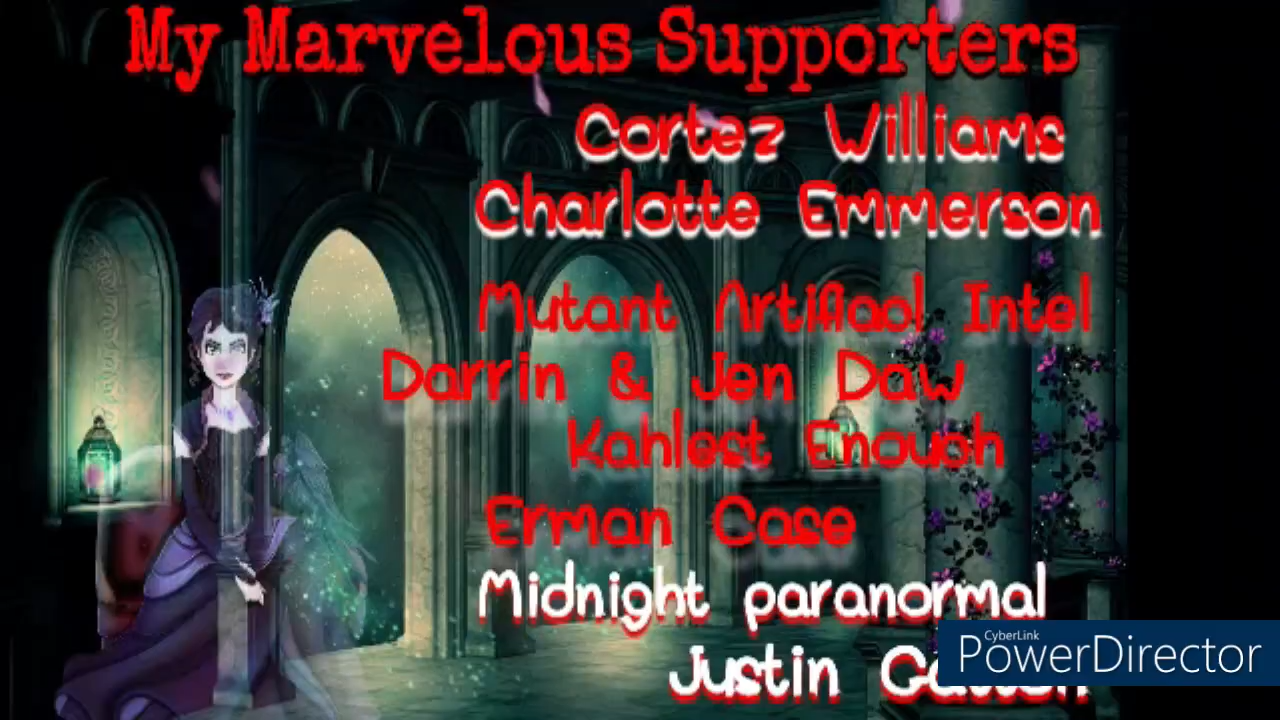 My Marvelous Supporters
Cortez Williams
Charlotte Emmerson
Mutant Artificaol Intel
Darrin & Jen Daw
Kahlest Enough
Erman Case
Midnight paranormal
Justin
CyberLink
PowerDirector